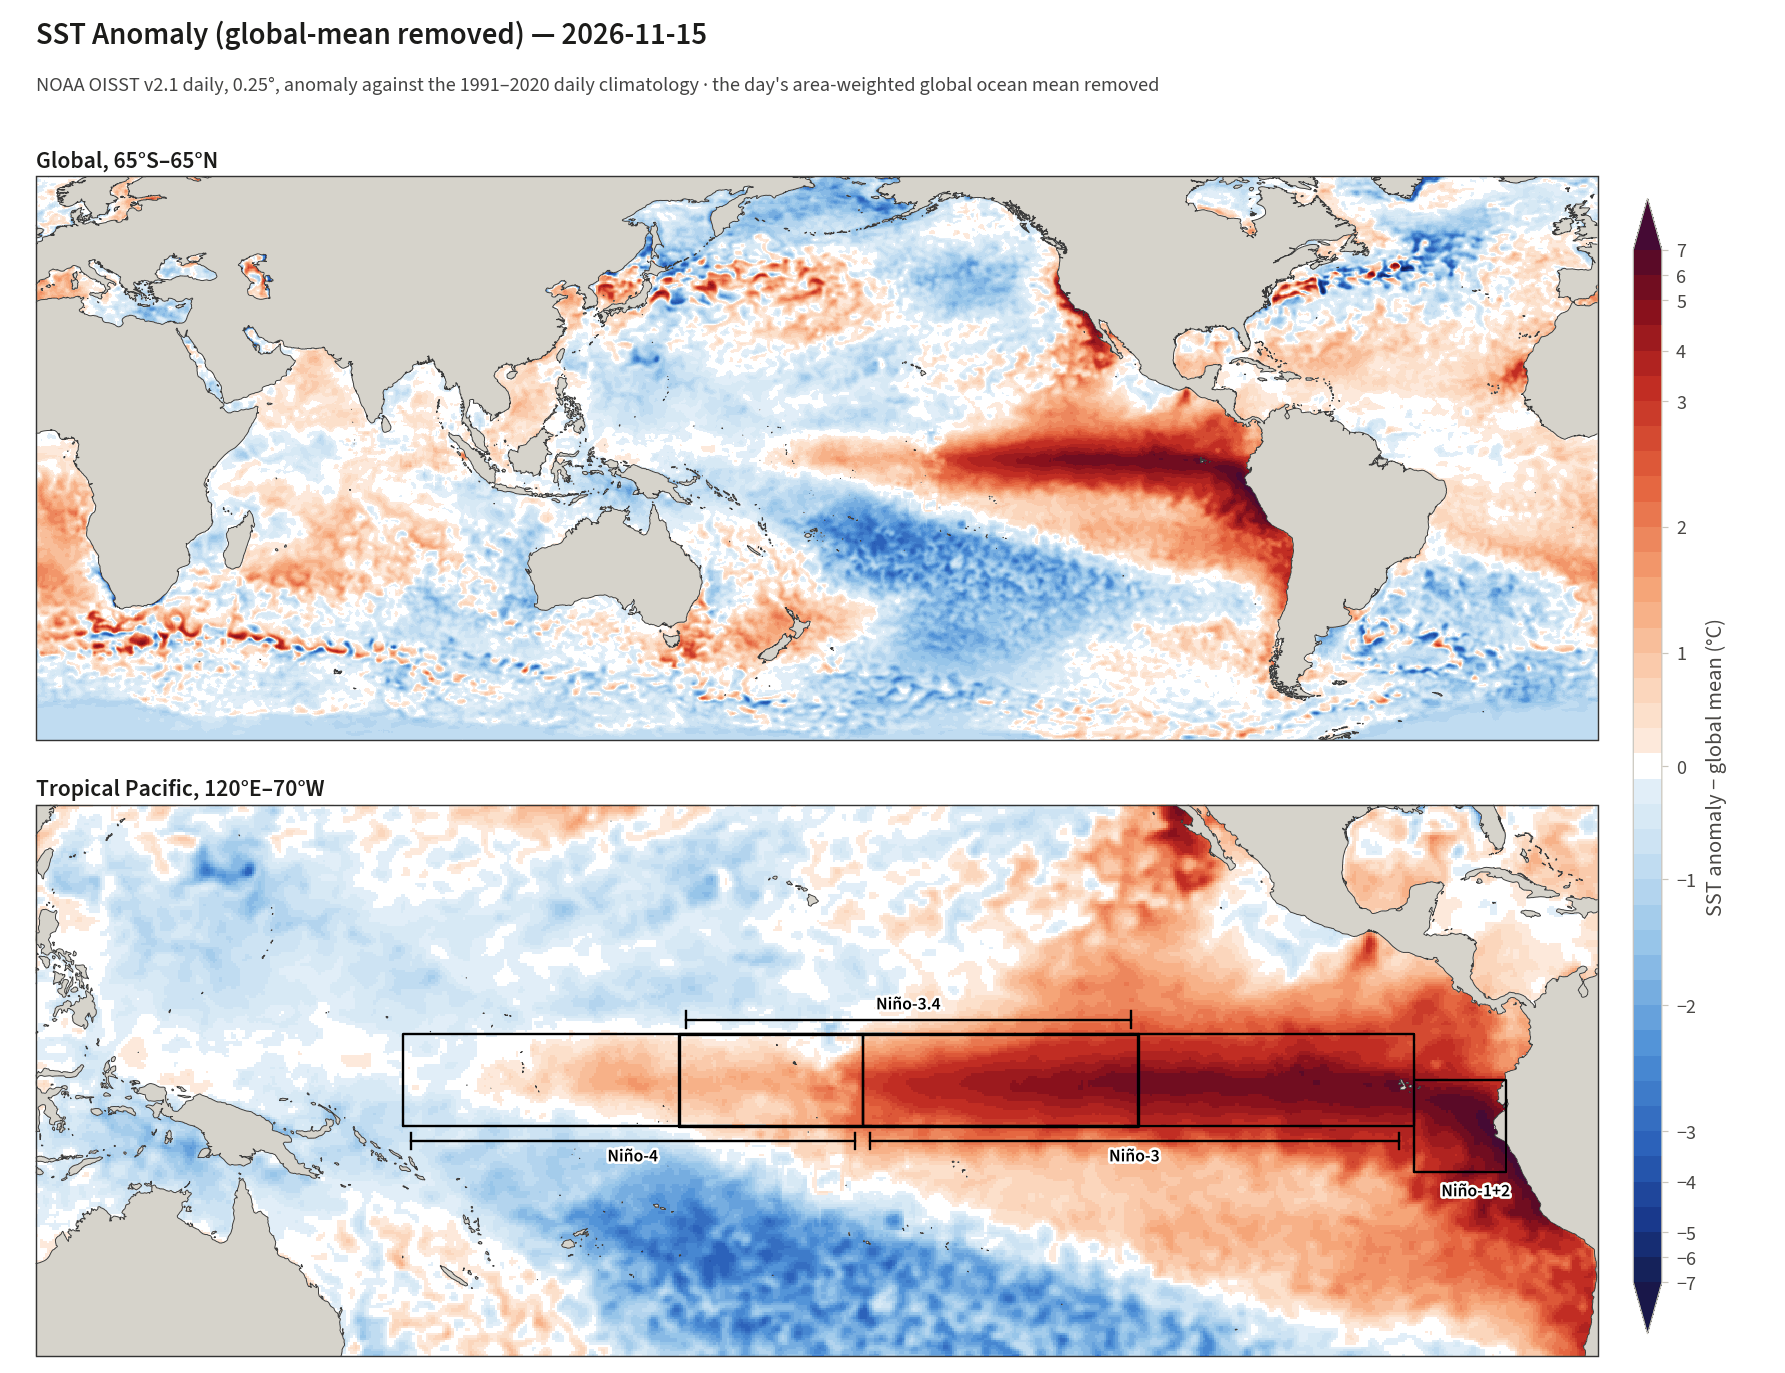 SST Anomaly (global-mean removed) — 2026-11-15
NOAA OISST v2.1 daily, 0.25°, anomaly against the 1991–2020 daily climatology · the day's area-weighted global ocean mean removed
Global, 65°S–65°N
Tropical Pacific, 120°E–70°W
Niño-3.4
Niño-4
Niño-3
Niño-1+2
7
6
5
4
3
2
1
0
−1
−2
−3
−4
−5
−6
−7
SST anomaly − global mean (°C)